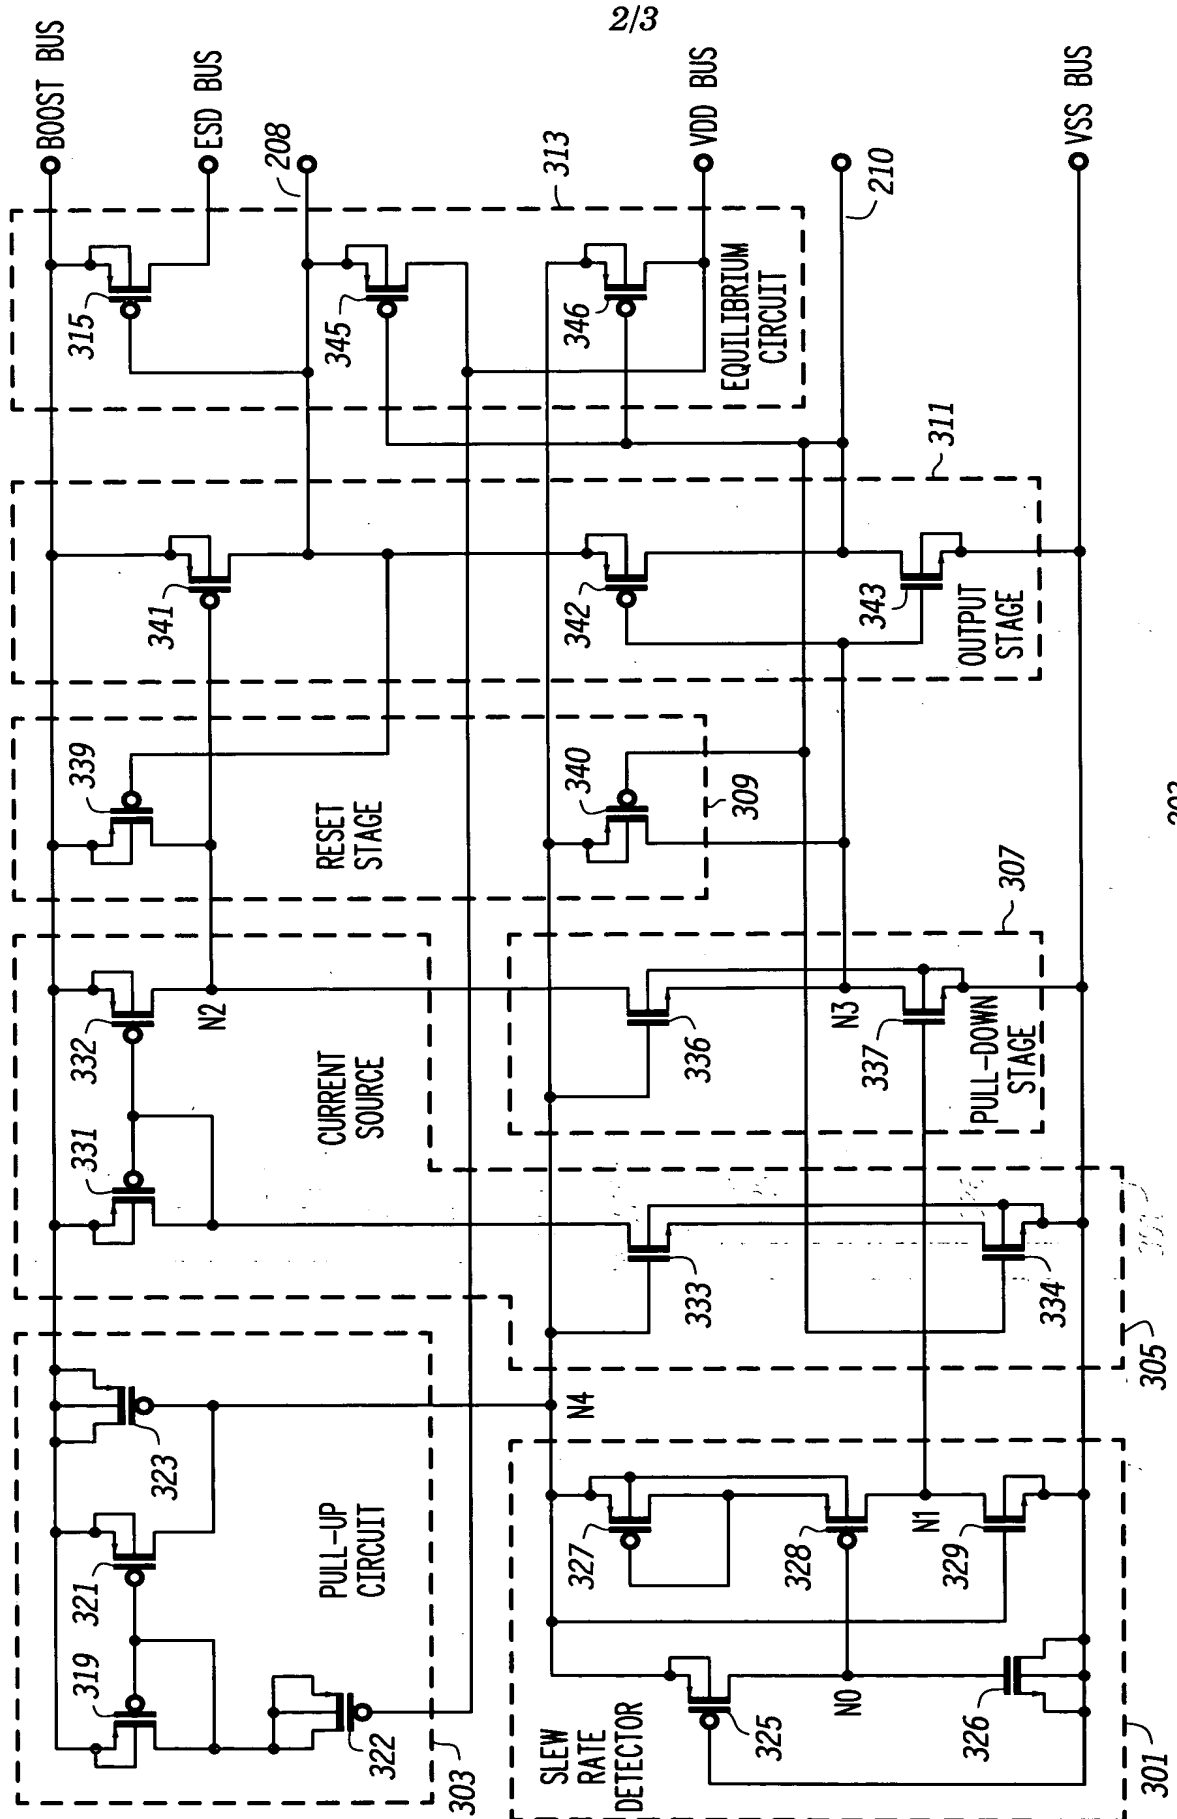 2/3
BOOST BUS
ESD BUS
208
313
VDD BUS
210
VSS BUS
315
345
346
EQUILIBRIUM
CIRCUIT
311
341
342
343
OUTPUT
STAGE
339
RESET
STAGE
340
309
307
332
N2
CURRENT
SOURCE
331
336
N3
337
PULL-DOWN
STAGE
333
334
305
323
321
319
322
PULL-UP
CIRCUIT
303
N4
327
328
N1
329
325
N0
326
SLEW
RATE
DETECTOR
301